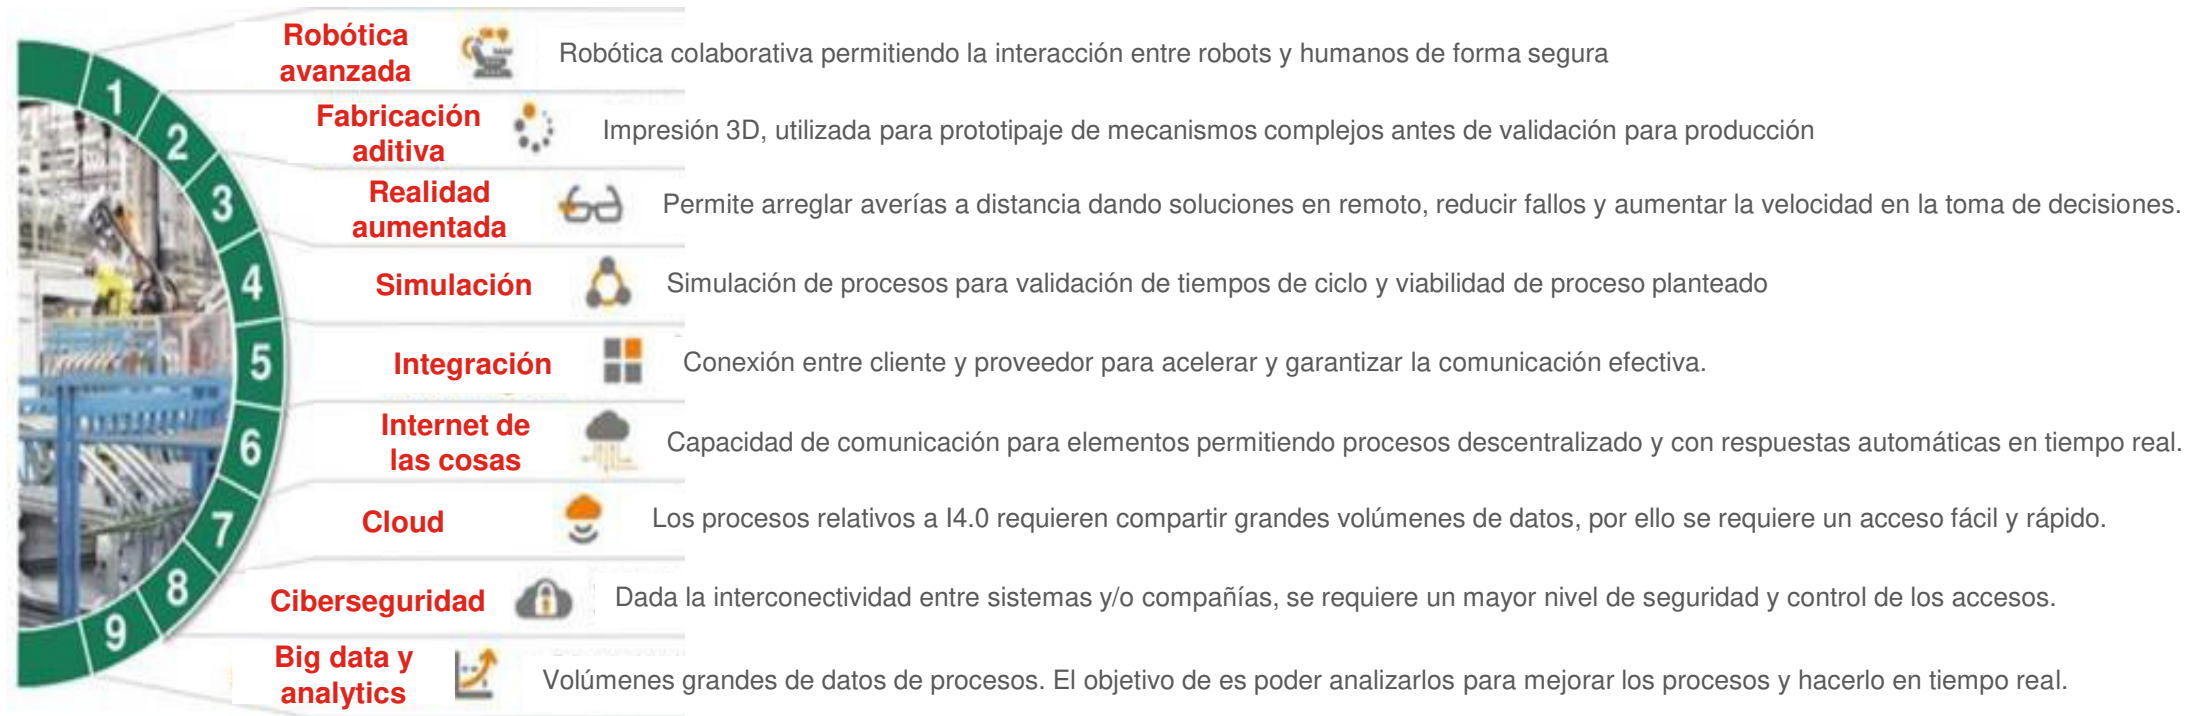 1
Robótica
avanzada
Robótica colaborativa permitiendo la interacción entre robots y humanos de forma segura
2
Fabricación
aditiva
Impresión 3D, utilizada para prototipaje de mecanismos complejos antes de validación para producción
3
Realidad
aumentada
Permite arreglar averías a distancia dando soluciones en remoto, reducir fallos y aumentar la velocidad en la toma de decisiones.
4
Simulación
Simulación de procesos para validación de tiempos de ciclo y viabilidad de proceso planteado
5
Integración
Conexión entre cliente y proveedor para acelerar y garantizar la comunicación efectiva.
6
Internet de
las cosas
Capacidad de comunicación para elementos permitiendo procesos descentralizado y con respuestas automáticas en tiempo real.
7
Cloud
Los procesos relativos a I4.0 requieren compartir grandes volúmenes de datos, por ello se requiere un acceso fácil y rápido.
8
Ciberseguridad
Dada la interconectividad entre sistemas y/o compañías, se requiere un mayor nivel de seguridad y control de los accesos.
9
Big data y
analytics
Volúmenes grandes de datos de procesos. El objetivo de es poder analizarlos para mejorar los procesos y hacerlo en tiempo real.